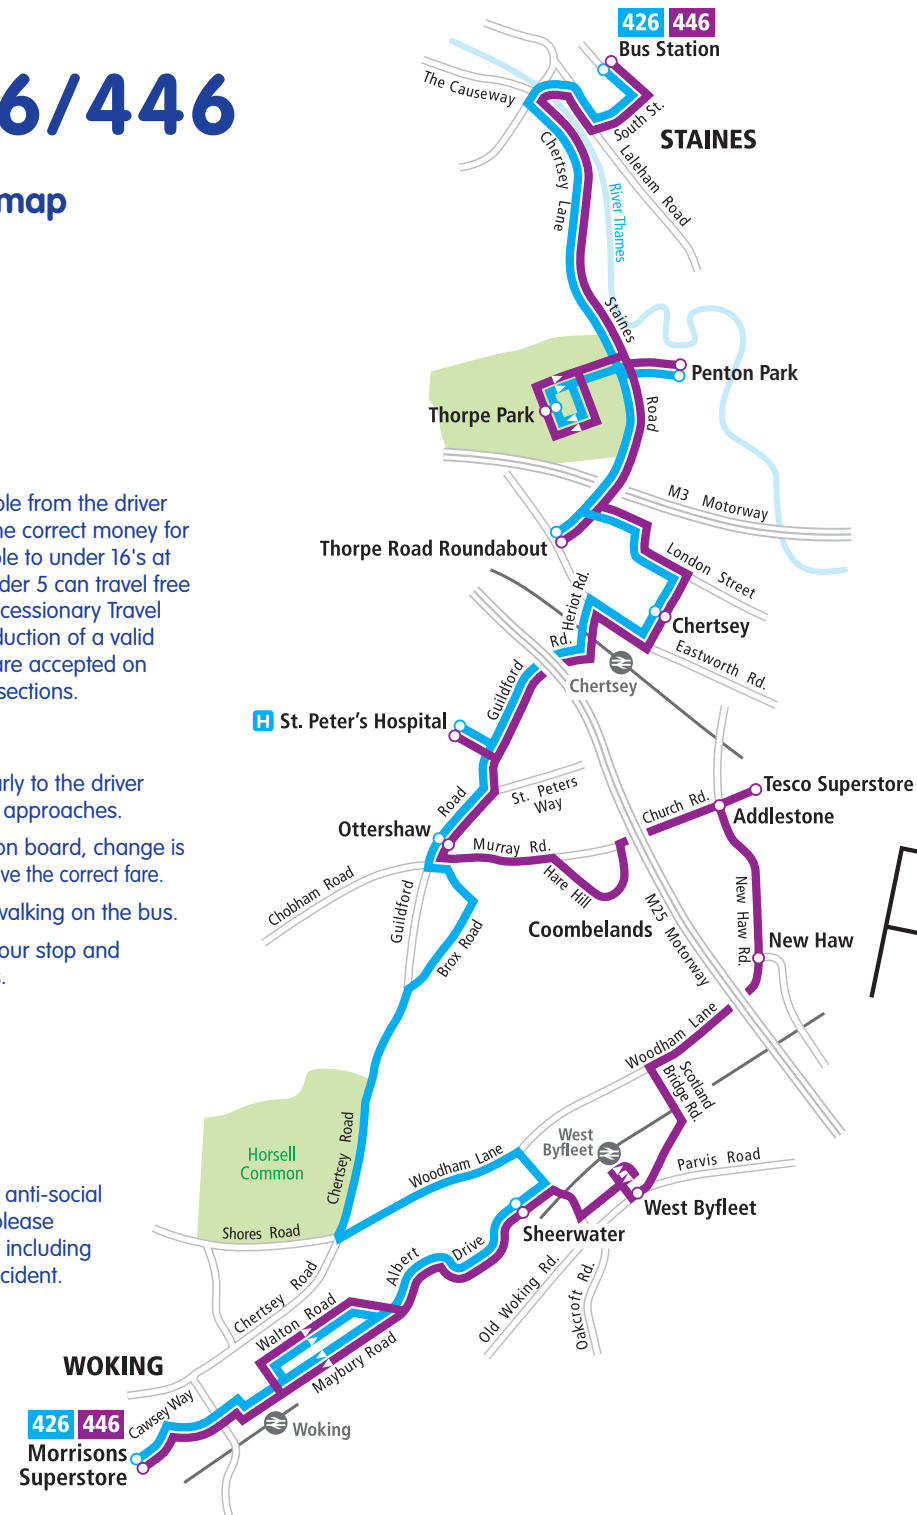 6/446
map
ble from the driver
he correct money for
ble to under 16's at
der 5 can travel free
cessionary Travel
duction of a valid
are accepted on
sections.
rly to the driver
approaches.
on board, change is
ve the correct fare.
walking on the bus.
our stop and
s.
anti-social
please
including
cident.
426 446
Bus Station
The Causeway
South St.
STAINES
Chertsey Lane
Laleham Road
River Thames
Staines Road
Penton Park
Thorpe Park
M3 Motorway
Thorpe Road Roundabout
London Street
Heriot Rd.
Chertsey
Eastworth Rd.
Chertsey
Guildford Rd.
H St. Peter's Hospital
St. Peters
Way
Tesco Superstore
Church Rd.
Addlestone
Ottershaw
Guildford Road
Murray Rd.
Hare Hill
Chobham Road
Brox Road
Coombelands
M25 Motorway
New Haw Rd.
New Haw
Woodham Lane
Scotland
Bridge Rd.
West
Byfleet
Parvis Road
Horsell
Common
Chertsey Road
Woodham Lane
West Byfleet
Shores Road
Sheerwater
Albert Drive
Old Woking Rd.
Oakcroft Rd.
Chertsey Road
Walton Road
Maybury Road
WOKING
Cawsey Way
426 446
Woking
Morrisons
Superstore